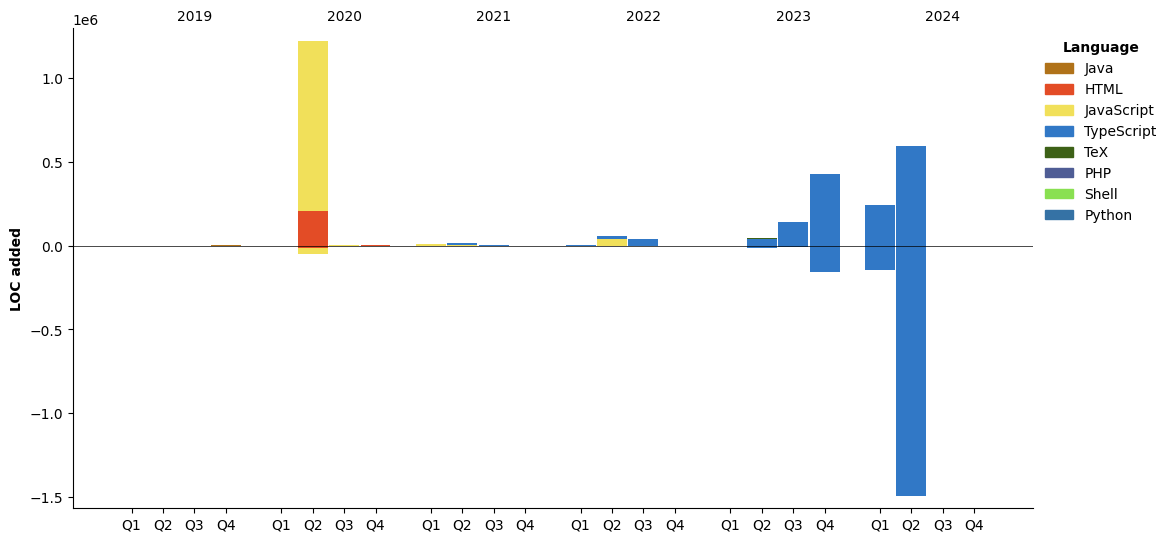 2019 2020 2021 2022 2023 2024
1e6
Language
Java
HTML
JavaScript
TypeScript
TeX
PHP
Shell
Python
1.0
0.5
0.0
−0.5
−1.0
−1.5
LOC added
Q1 Q2 Q3 Q4 Q1 Q2 Q3 Q4 Q1 Q2 Q3 Q4 Q1 Q2 Q3 Q4 Q1 Q2 Q3 Q4 Q1 Q2 Q3 Q4